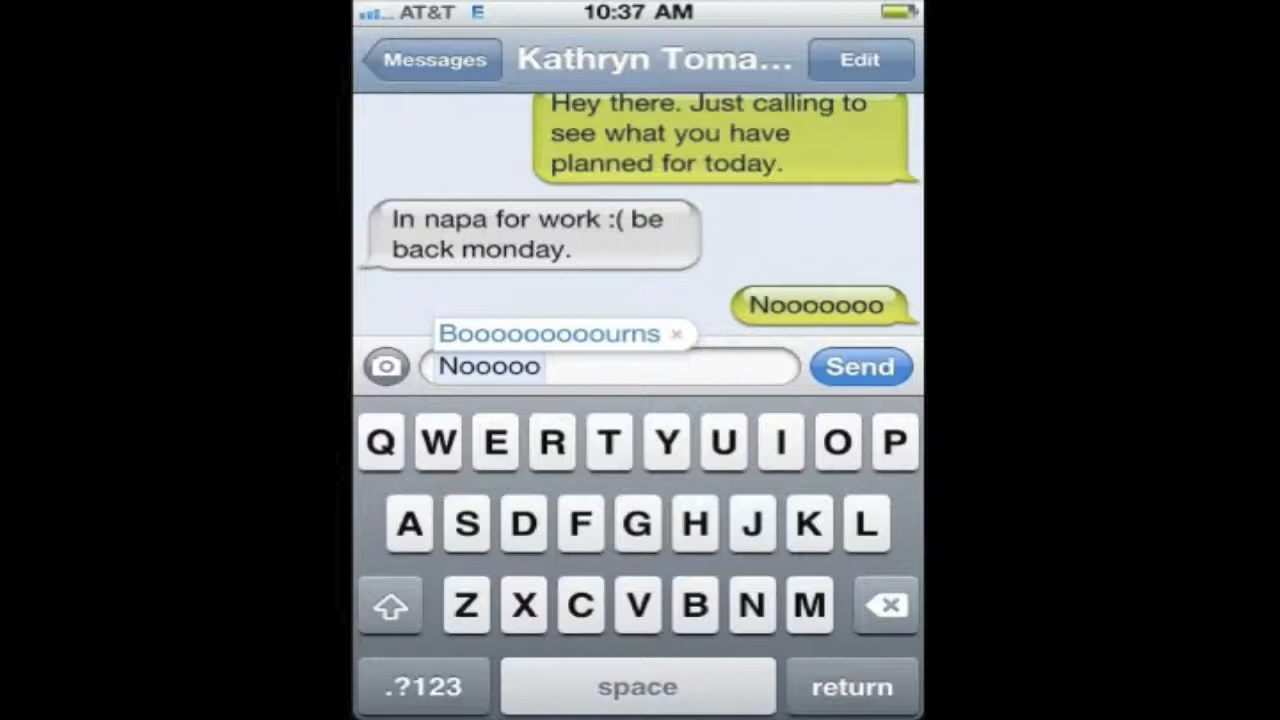 AT&T E 10:37 AM
Messages Kathryn Toma... Edit
Hey there. Just calling to
see what you have
planned for today.
In napa for work :( be
back monday.
Nooooooo
Boooooooooourns ×
Nooooo Send
Q W E R T Y U I O P
A S D F G H J K L
Z X C V B N M
.?123 space return